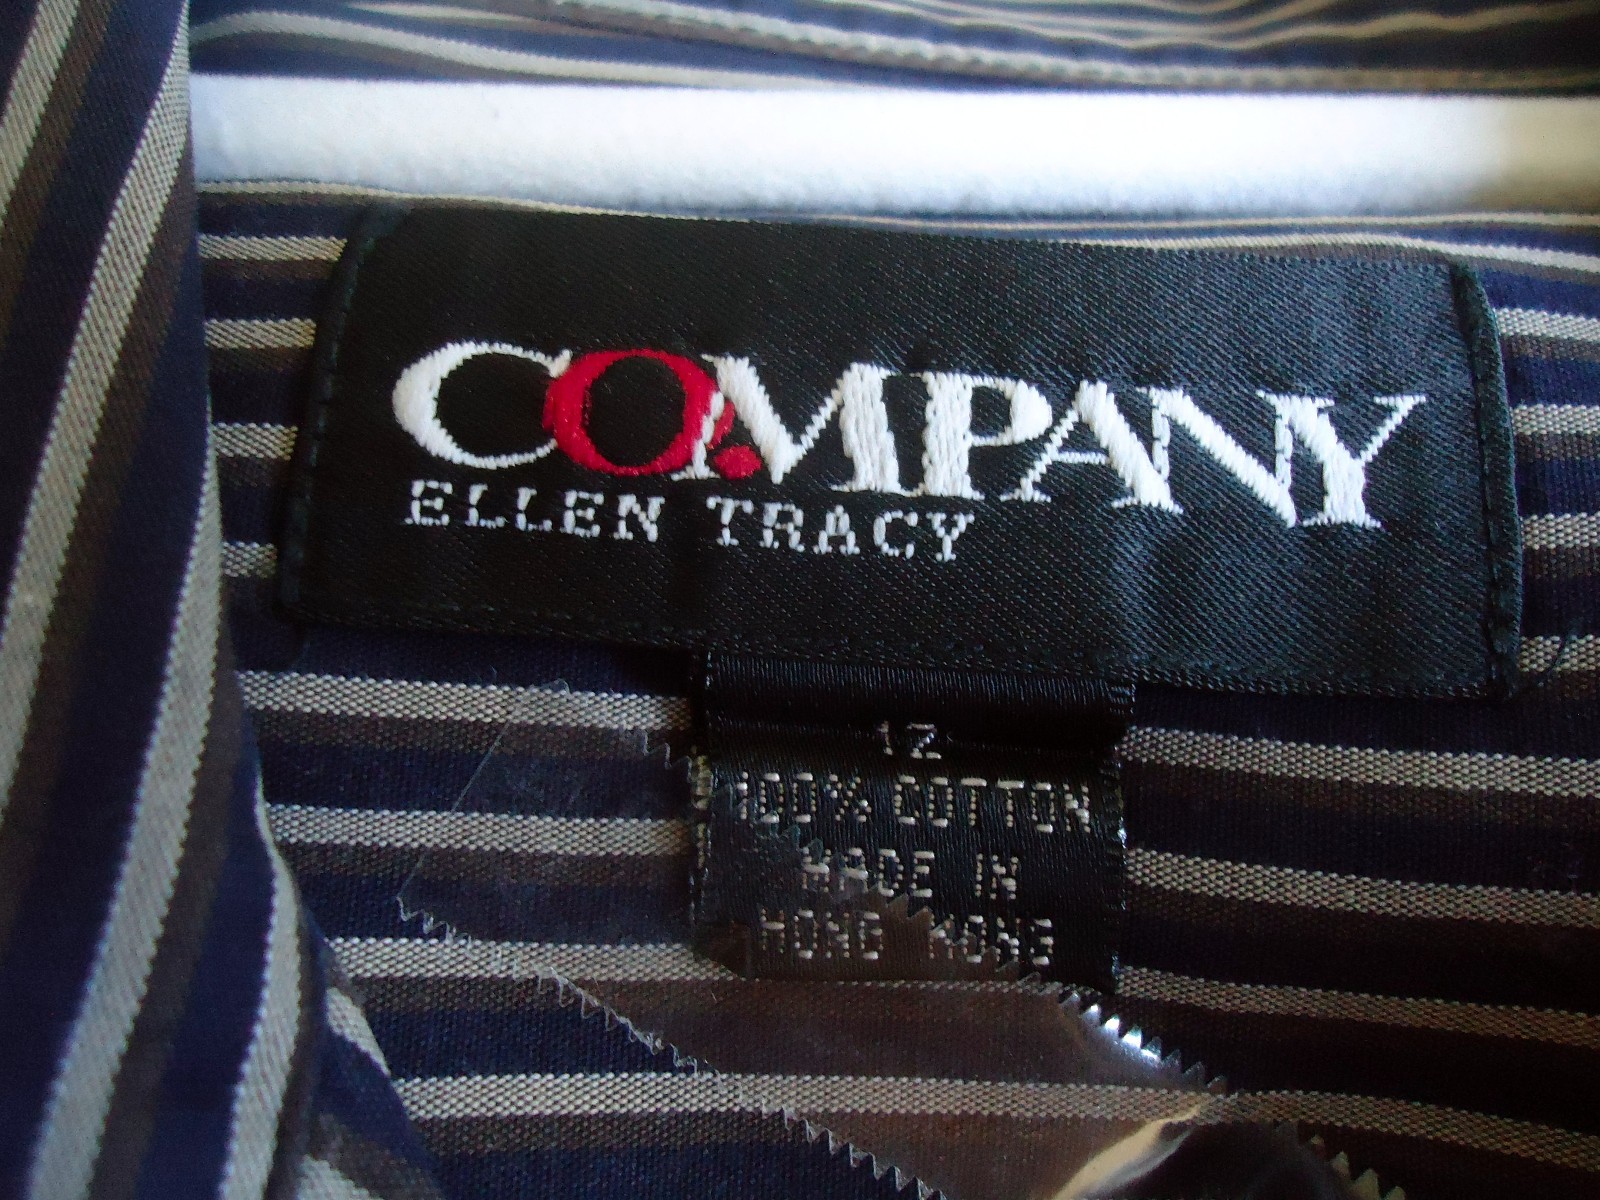 COMPANY
ELLEN TRACY
12
100% COTTON
MADE IN
HONG KONG